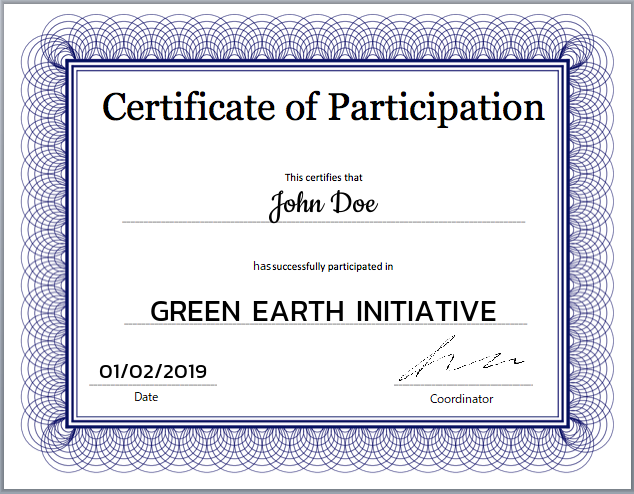 Certificate of Participation
This certifies that
John Doe
has successfully participated in
GREEN EARTH INITIATIVE
01/02/2019
Date
Coordinator